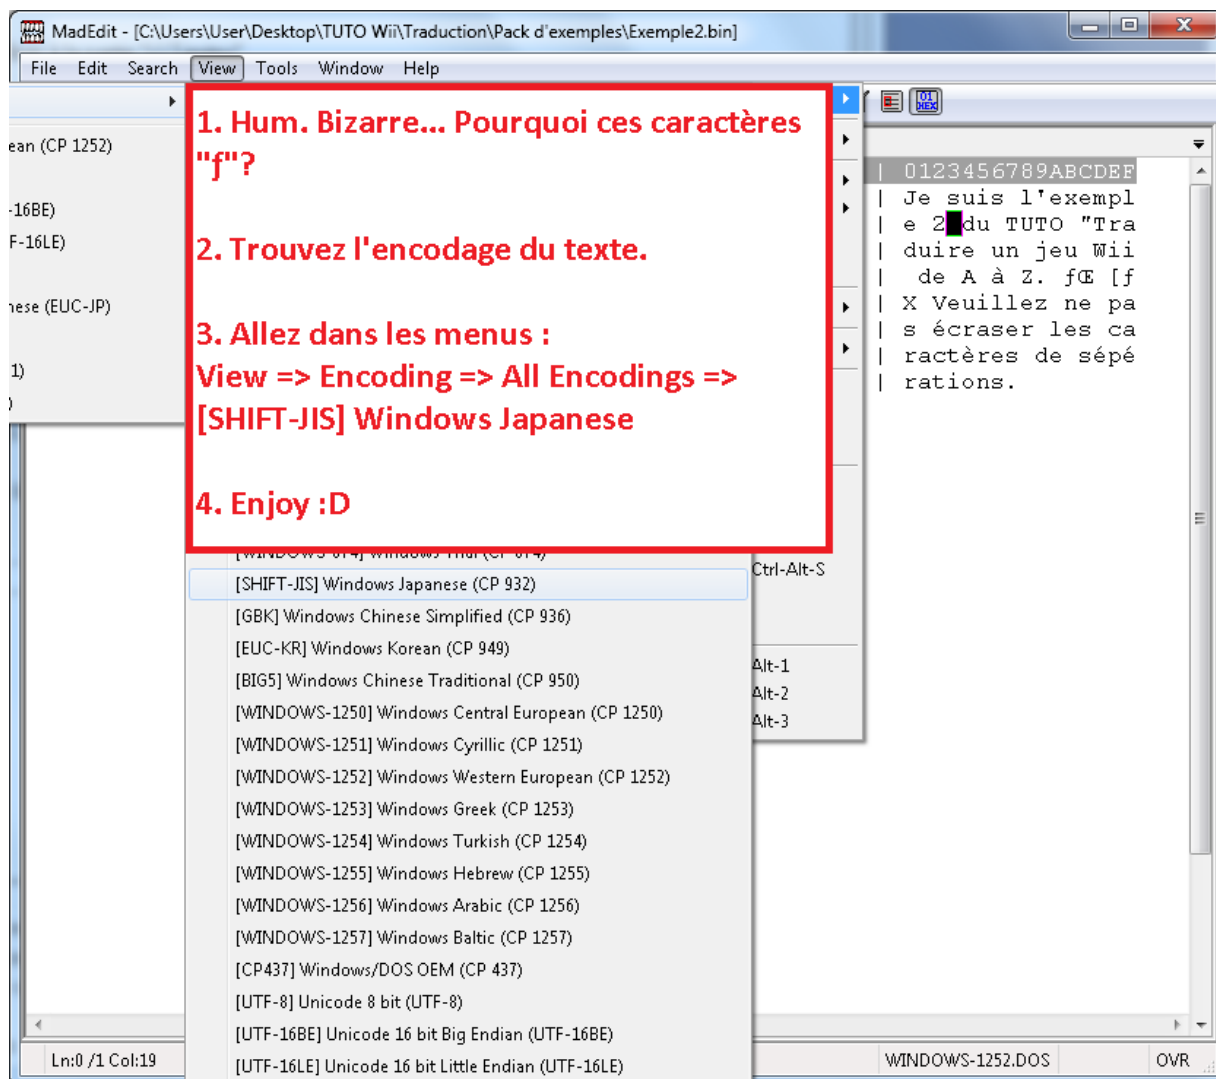 MadEdit - [C:\Users\User\Desktop\TUTO Wii\Traduction\Pack d'exemples\Exemple2.bin]
File Edit Search View Tools Window Help
1. Hum. Bizarre... Pourquoi ces caractères
"ƒ"?
2. Trouvez l'encodage du texte.
3. Allez dans les menus :
View => Encoding => All Encodings =>
[SHIFT-JIS] Windows Japanese
4. Enjoy :D
ean (CP 1252)
-16BE)
F-16LE)
nese (EUC-JP)
1)
)
| 0123456789ABCDEF
| Je suis l'exempl
| e 2 du TUTO "Tra
| duire un jeu Wii
|  de A à Z. ƒŒ [ƒ
| X Veuillez ne pa
| s écraser les ca
| ractères de sépé
| rations.
[WINDOWS-874] Windows Thai (CP 874)
[SHIFT-JIS] Windows Japanese (CP 932)
[GBK] Windows Chinese Simplified (CP 936)
[EUC-KR] Windows Korean (CP 949)
[BIG5] Windows Chinese Traditional (CP 950)
[WINDOWS-1250] Windows Central European (CP 1250)
[WINDOWS-1251] Windows Cyrillic (CP 1251)
[WINDOWS-1252] Windows Western European (CP 1252)
[WINDOWS-1253] Windows Greek (CP 1253)
[WINDOWS-1254] Windows Turkish (CP 1254)
[WINDOWS-1255] Windows Hebrew (CP 1255)
[WINDOWS-1256] Windows Arabic (CP 1256)
[WINDOWS-1257] Windows Baltic (CP 1257)
[CP437] Windows/DOS OEM (CP 437)
[UTF-8] Unicode 8 bit (UTF-8)
[UTF-16BE] Unicode 16 bit Big Endian (UTF-16BE)
[UTF-16LE] Unicode 16 bit Little Endian (UTF-16LE)
Ctrl-Alt-S
Alt-1
Alt-2
Alt-3
01
HEX
Ln:0 /1 Col:19
WINDOWS-1252.DOS
OVR